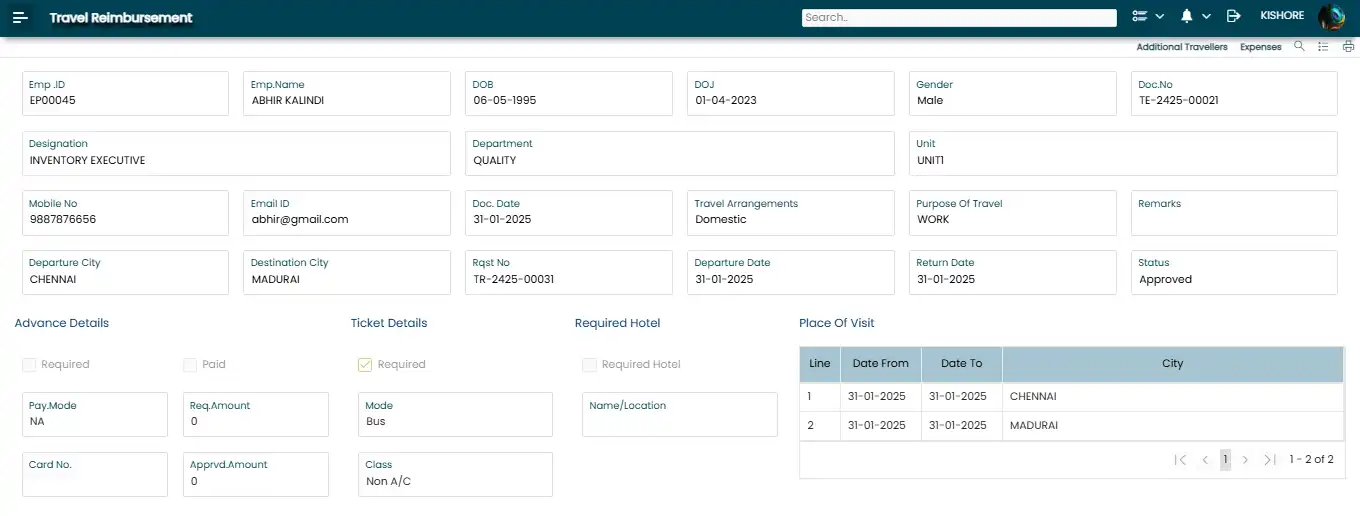 Travel Reimbursement Search.. KISHORE
Additional Travellers Expenses
Emp .ID Emp.Name DOB DOJ Gender Doc.No
EP00045 ABHIR KALINDI 06-05-1995 01-04-2023 Male TE-2425-00021
Designation Department Unit
INVENTORY EXECUTIVE QUALITY UNIT1
Mobile No Email ID Doc. Date Travel Arrangements Purpose Of Travel Remarks
9887876656 abhir@gmail.com 31-01-2025 Domestic WORK
Departure City Destination City Rqst No Departure Date Return Date Status
CHENNAI MADURAI TR-2425-00031 31-01-2025 31-01-2025 Approved
Advance Details Ticket Details Required Hotel Place Of Visit
Required Paid Required Required Hotel Line Date From Date To City
Pay.Mode Req.Amount Mode Name/Location 1 31-01-2025 31-01-2025 CHENNAI
NA 0 Bus 2 31-01-2025 31-01-2025 MADURAI
Card No. Apprvd.Amount Class 1 1 - 2 of 2
0 Non A/C